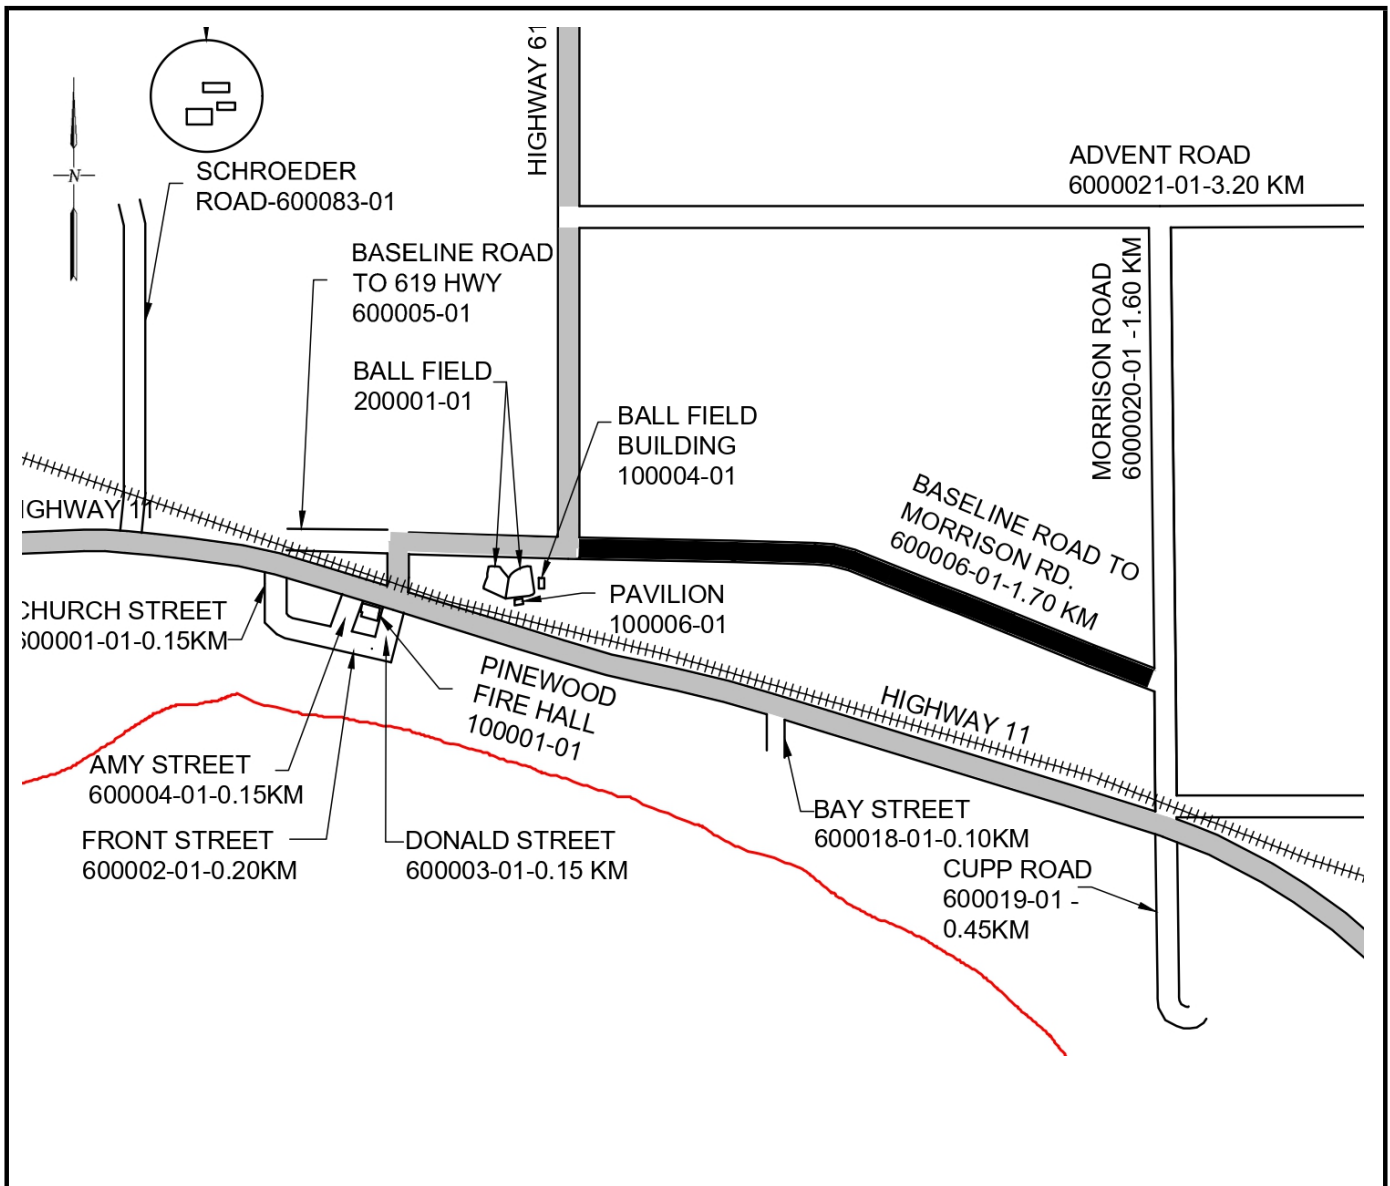 HIGHWAY 61
N
SCHROEDER
ROAD-600083-01
ADVENT ROAD
6000021-01-3.20 KM
BASELINE ROAD
TO 619 HWY
600005-01
MORRISON ROAD
6000020-01 -1.60 KM
BALL FIELD
200001-01
BALL FIELD
BUILDING
100004-01
BASELINE ROAD TO
MORRISON RD.
600006-01-1.70 KM
IGHWAY 11
PAVILION
100006-01
CHURCH STREET
600001-01-0.15KM
PINEWOOD
FIRE HALL
100001-01
HIGHWAY 11
AMY STREET
600004-01-0.15KM
BAY STREET
600018-01-0.10KM
FRONT STREET
600002-01-0.20KM
DONALD STREET
600003-01-0.15 KM
CUPP ROAD
600019-01 -
0.45KM